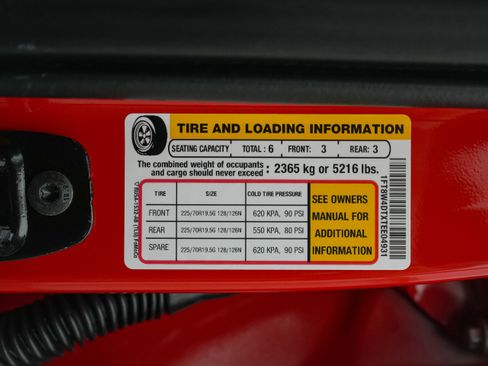 TIRE AND LOADING INFORMATION
SEATING CAPACITY TOTAL : 6 FRONT: 3 REAR: 3
The combined weight of occupants
and cargo should never exceed : 2365 kg or 5216 lbs.
TIRE SIZE COLD TIRE PRESSURE
FRONT 225/70R19.5G 128/126N 620 KPA, 90 PSI
REAR 225/70R19.5G 128/126N 550 KPA, 80 PSI
SPARE 225/70R19.5G 128/126N 620 KPA, 90 PSI
SEE OWNERS
MANUAL FOR
ADDITIONAL
INFORMATION
1FT8W4DTXTEE04931